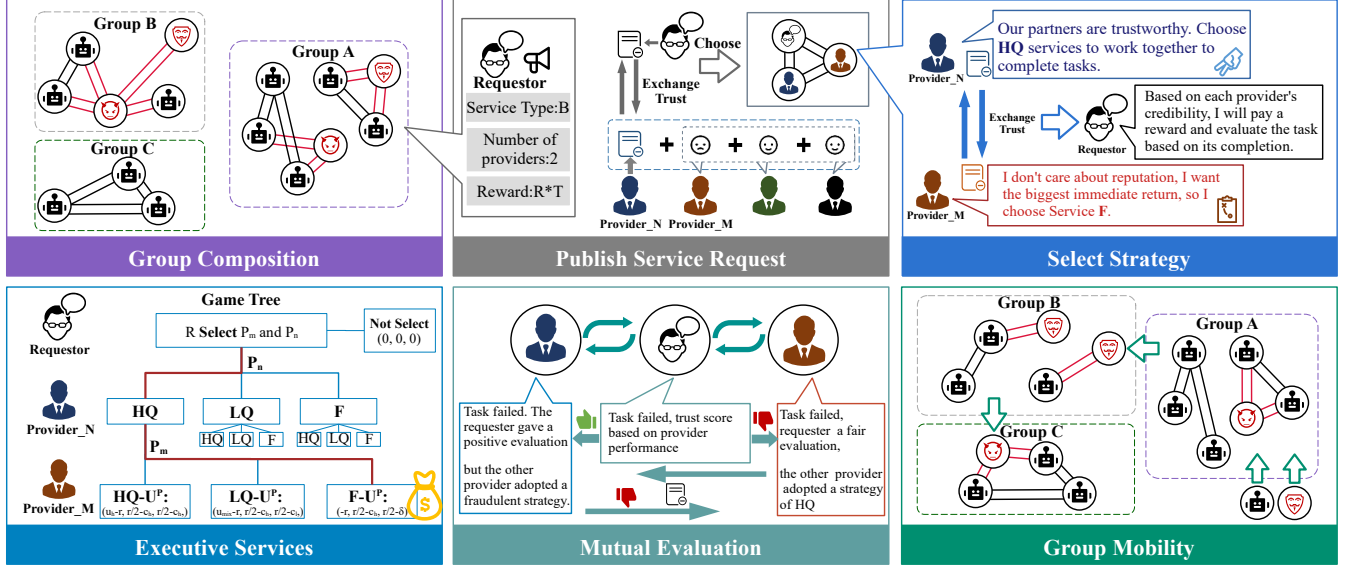 Group B
Group A
Group C
Group Composition
Requestor
Service Type:B
Number of
providers:2
Reward:R*T
Choose
Exchange
Trust
+ + +
Provider_N
Provider_M
Publish Service Request
Our partners are trustworthy. Choose
HQ services to work together to
complete tasks.
Provider_N
Exchange
Trust
Requestor
Based on each provider's
credibility, I will pay a
reward and evaluate the task
based on its completion.
I don't care about reputation, I want
the biggest immediate return, so I
choose Service F.
Provider_M
Select Strategy
Game Tree
Requestor
R Select Pm and Pn
Not Select
(0, 0, 0)
Pn
Provider_N
HQ
LQ
F
HQ LQ F
HQ LQ F
Pm
Provider_M
HQ-UP:
LQ-UP:
F-UP:
(-r, r/2-ch, r/2-δ)
$
Executive Services
Task failed. The
requester gave a
positive evaluation
but the other
provider adopted a
fraudulent strategy.
Task failed, trust score
based on provider
performance
Task failed,
requester a fair
evaluation,
the other provider
adopted a strategy
of HQ
Mutual Evaluation
Group B
Group A
Group C
Group Mobility